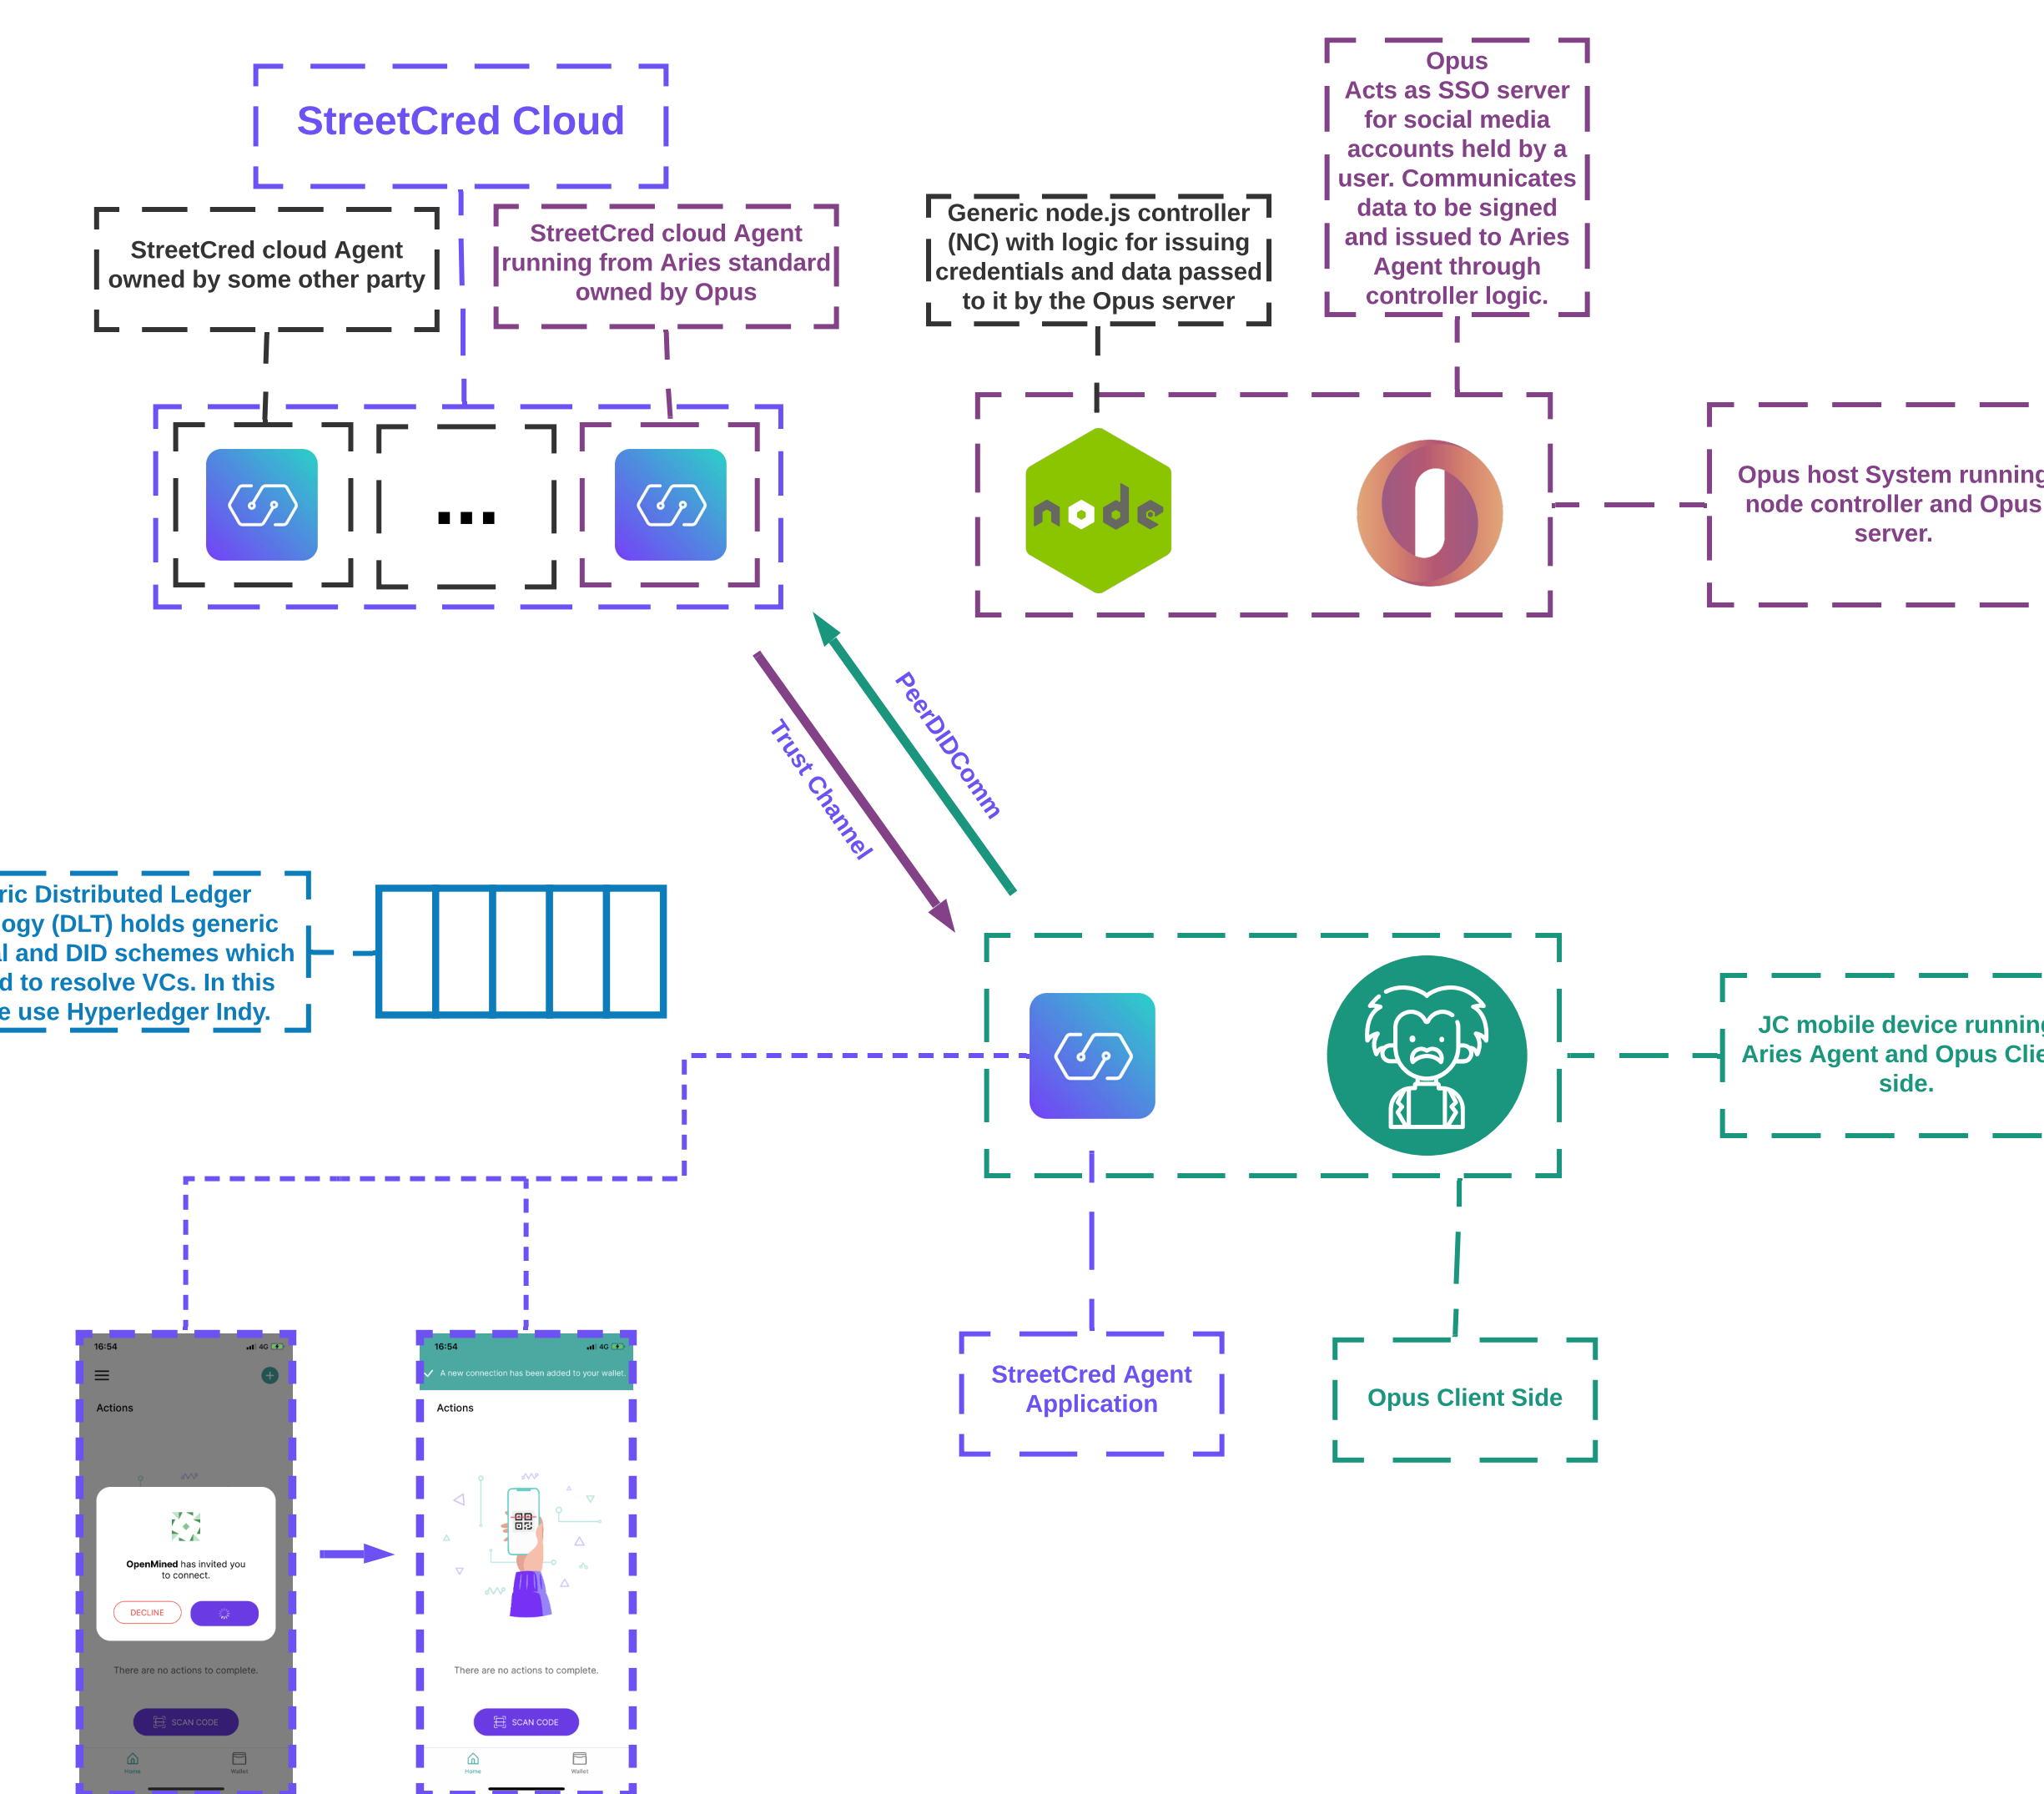 StreetCred Cloud
StreetCred cloud Agent
owned by some other party
StreetCred cloud Agent
running from Aries standard
owned by Opus
Generic node.js controller
(NC) with logic for issuing
credentials and data passed
to it by the Opus server
Opus
Acts as SSO server
for social media
accounts held by a
user. Communicates
data to be signed
and issued to Aries
Agent through
controller logic.
...
node
Opus host System running
node controller and Opus
server.
PeerDIDComm
Trust Channel
ric Distributed Ledger
ogy (DLT) holds generic
l and DID schemes which
d to resolve VCs. In this
e use Hyperledger Indy.
JC mobile device running
Aries Agent and Opus Clie
side.
StreetCred Agent
Application
Opus Client Side
16:54 4G
Actions
OpenMined has invited you
to connect.
DECLINE
There are no actions to complete.
SCAN CODE
Home Wallet
16:54 4G
A new connection has been added to your wallet.
Actions
There are no actions to complete.
SCAN CODE
Home Wallet